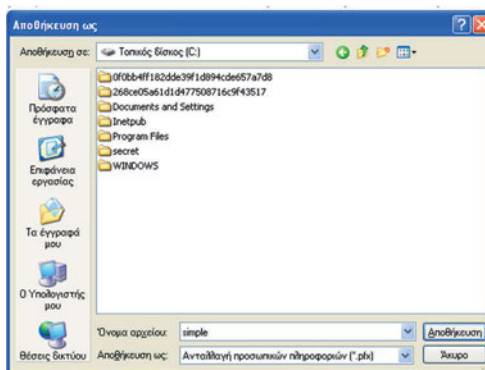 Αποθήκευση ως
Αποθήκευση σε:
Τοπικός δίσκος (C:)
0f0bb4ff182dde39f1d894cde657a7d8
268ce05a61d1d477508716c9f43517
Documents and Settings
Inetpub
Program Files
secret
WINDOWS
Πρόσφατα
έγγραφα
Επιφάνεια
εργασίας
Τα έγγραφά
μου
Ο Υπολογιστής
μου
Θέσεις δικτύου
Όνομα αρχείου:
simple
Αποθήκευση
Αποθήκευση ως:
Ανταλλαγή προσωπικών πληροφοριών (*.pfx)
Άκυρο